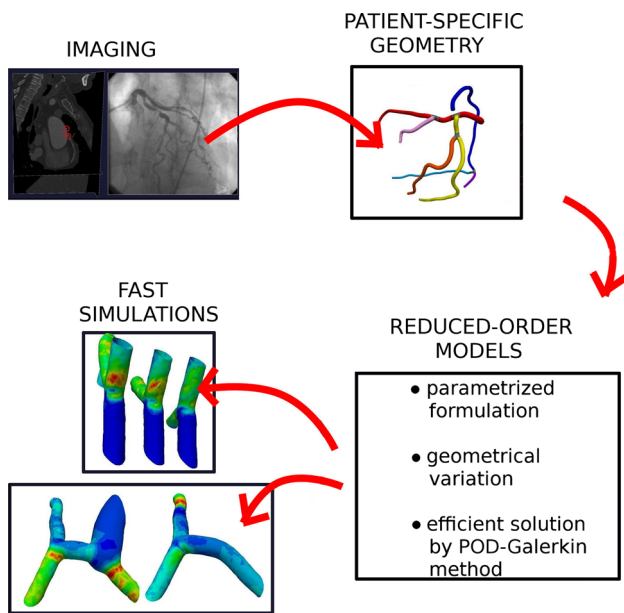 IMAGING
PATIENT-SPECIFIC
GEOMETRY
FAST
SIMULATIONS
REDUCED-ORDER
MODELS
• parametrized
formulation
• geometrical
variation
• efficient solution
by POD-Galerkin
method